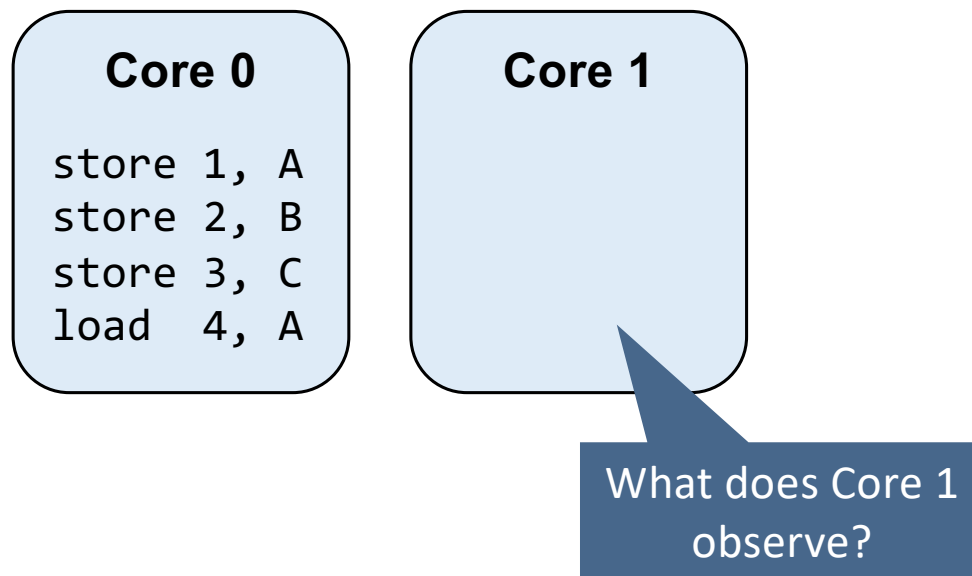 Core 0
store 1, A
store 2, B
store 3, C
load  4, A
Core 1
What does Core 1
observe?